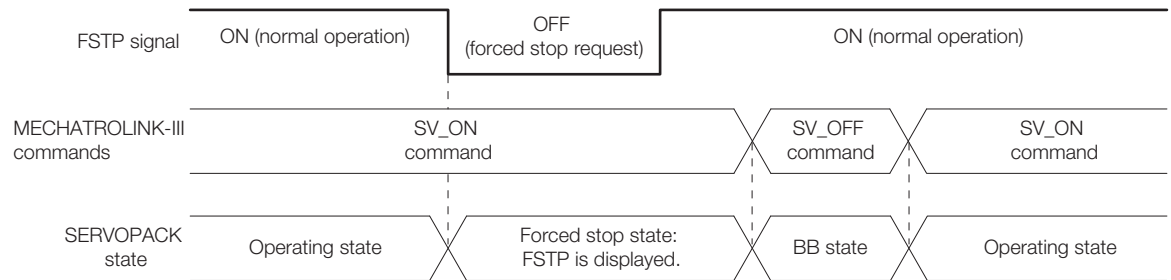 FSTP signal
ON (normal operation)
OFF
(forced stop request)
ON (normal operation)
MECHATROLINK-III
commands
SV_ON
command
SV_OFF
command
SV_ON
command
SERVOPACK
state
Operating state
Forced stop state:
FSTP is displayed.
BB state
Operating state